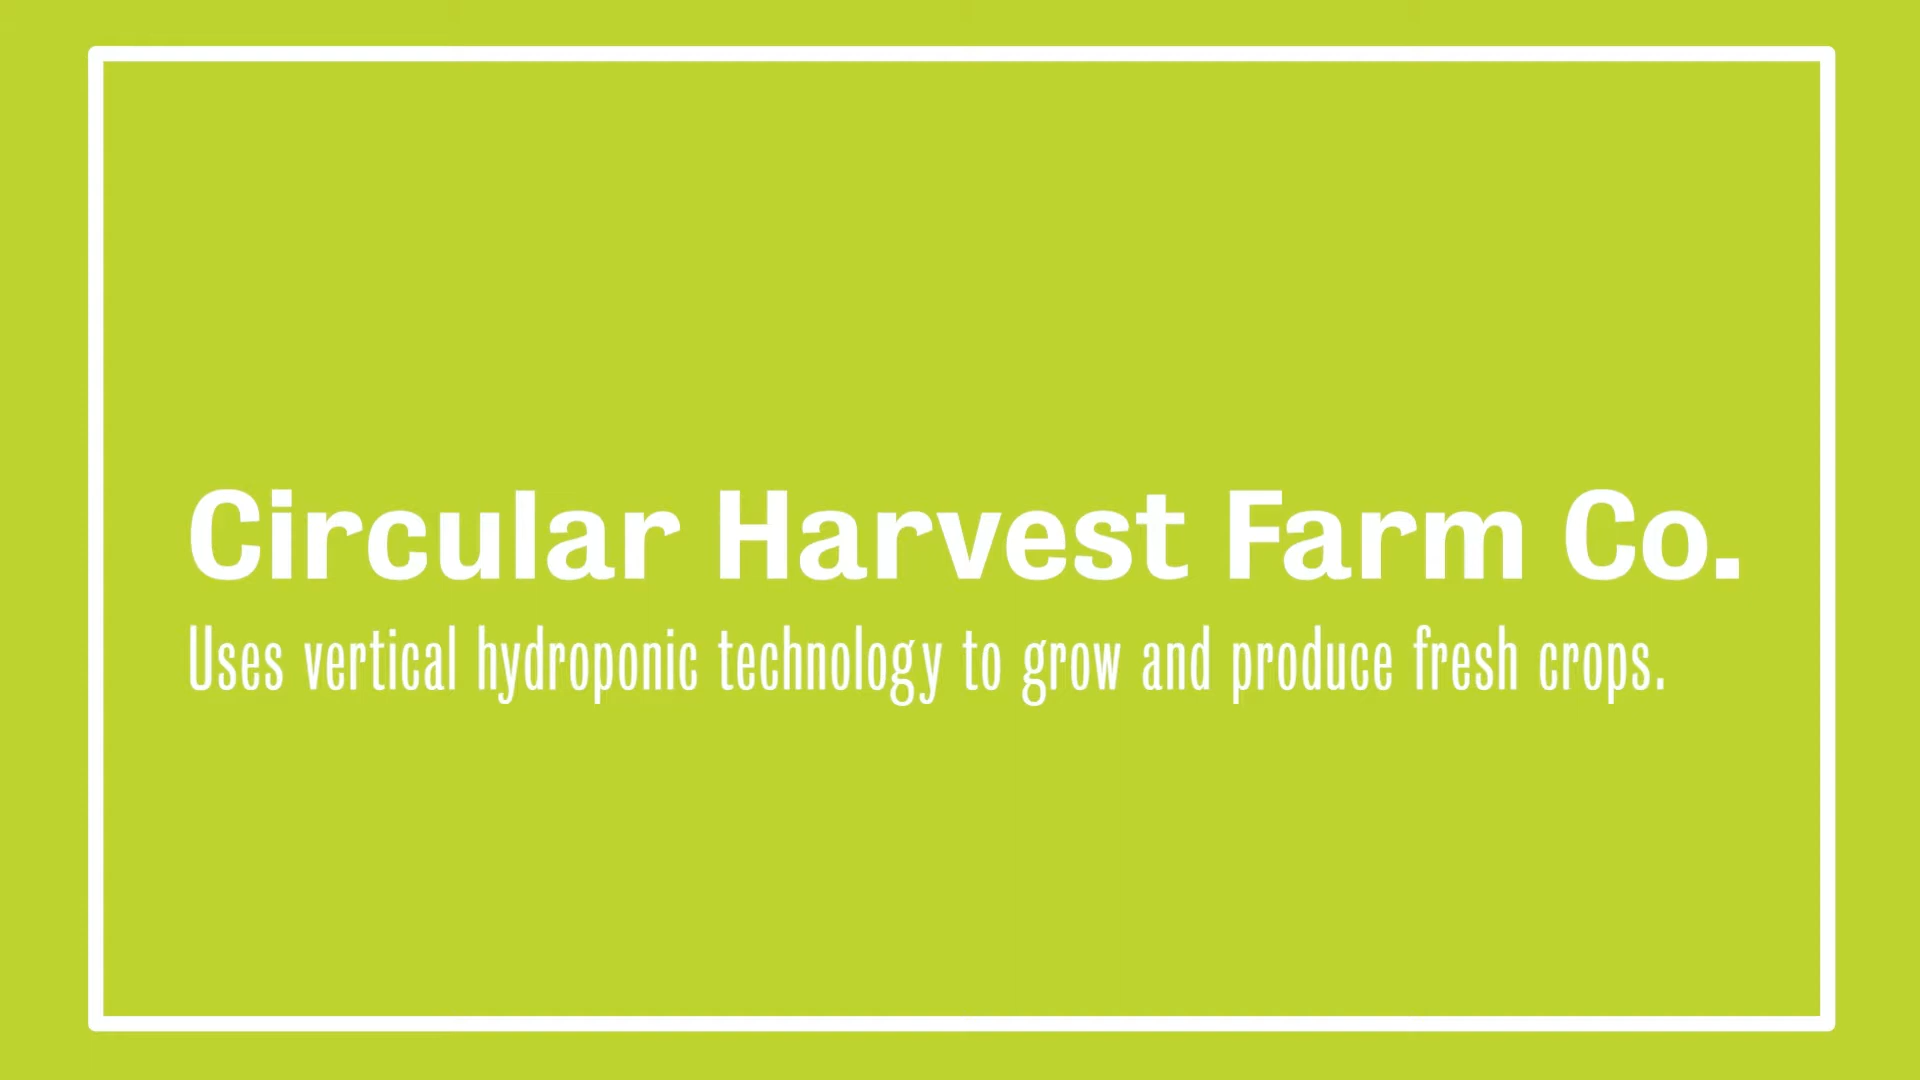 Circular Harvest Farm Co.
Uses vertical hydroponic technology to grow and produce fresh crops.